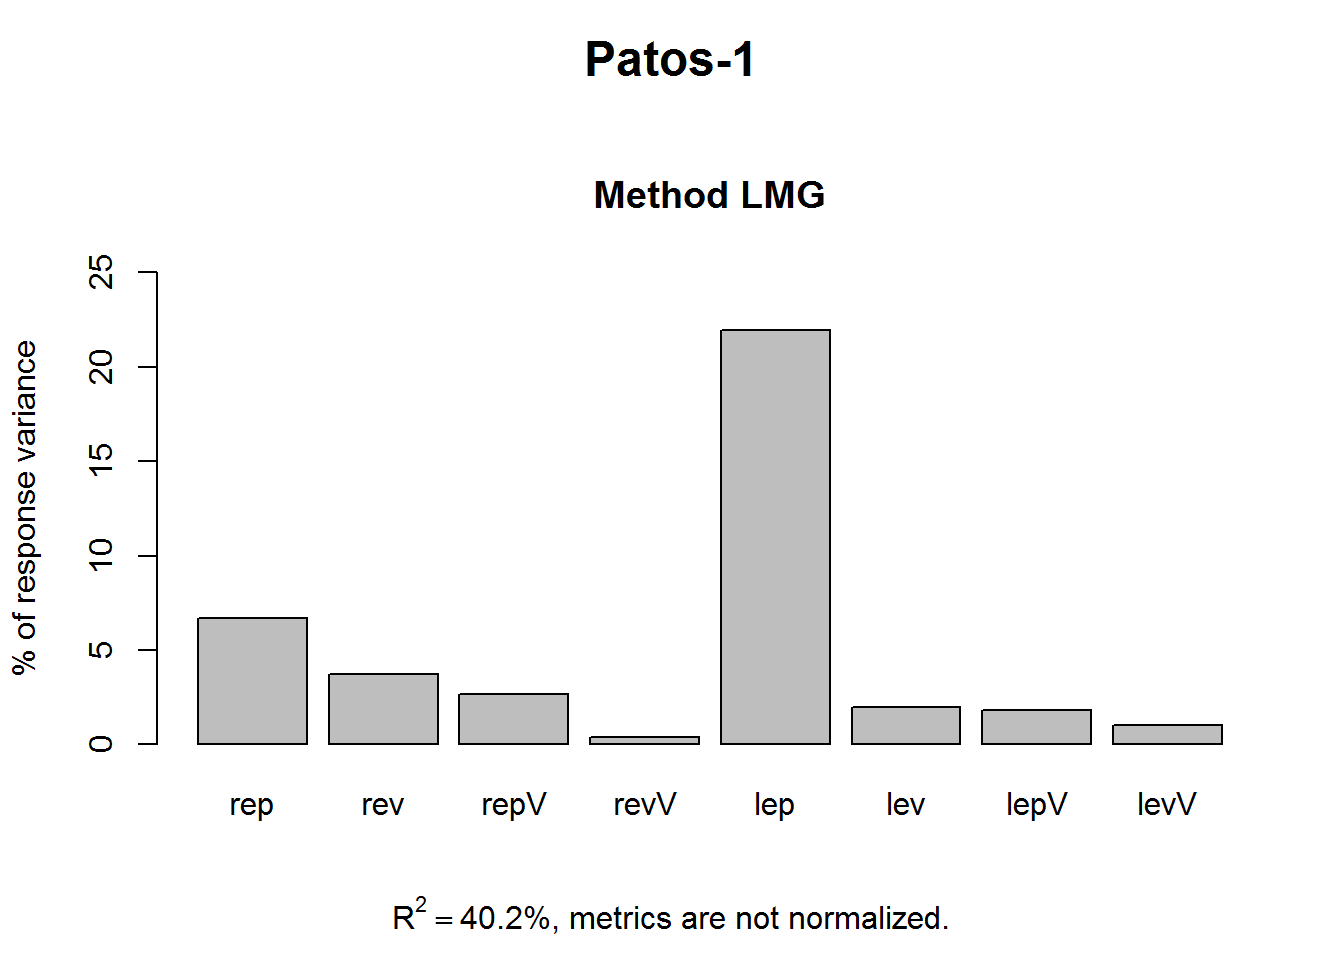 Patos-1
Method LMG
% of response variance
25
20
15
10
5
0
rep rev repV revV lep lev lepV levV
R² = 40.2%, metrics are not normalized.